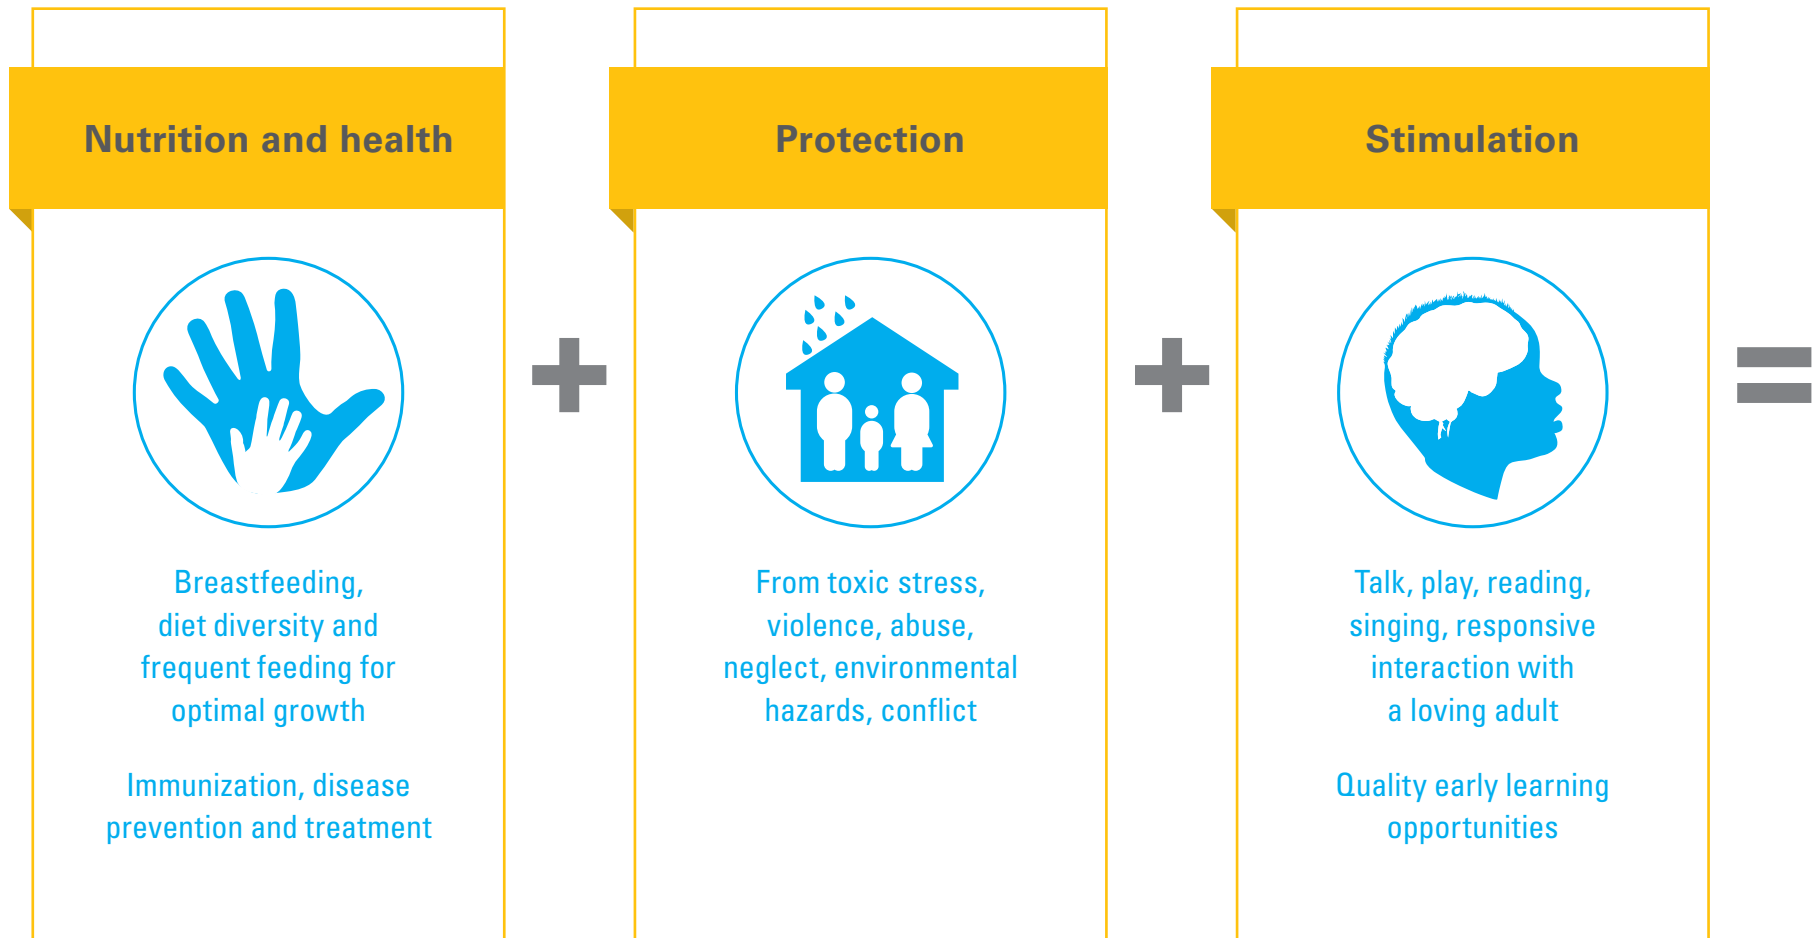 Nutrition and health
Breastfeeding,
diet diversity and
frequent feeding for
optimal growth
Immunization, disease
prevention and treatment
+
Protection
From toxic stress,
violence, abuse,
neglect, environmental
hazards, conflict
+
Stimulation
Talk, play, reading,
singing, responsive
interaction with
a loving adult
Quality early learning
opportunities
=